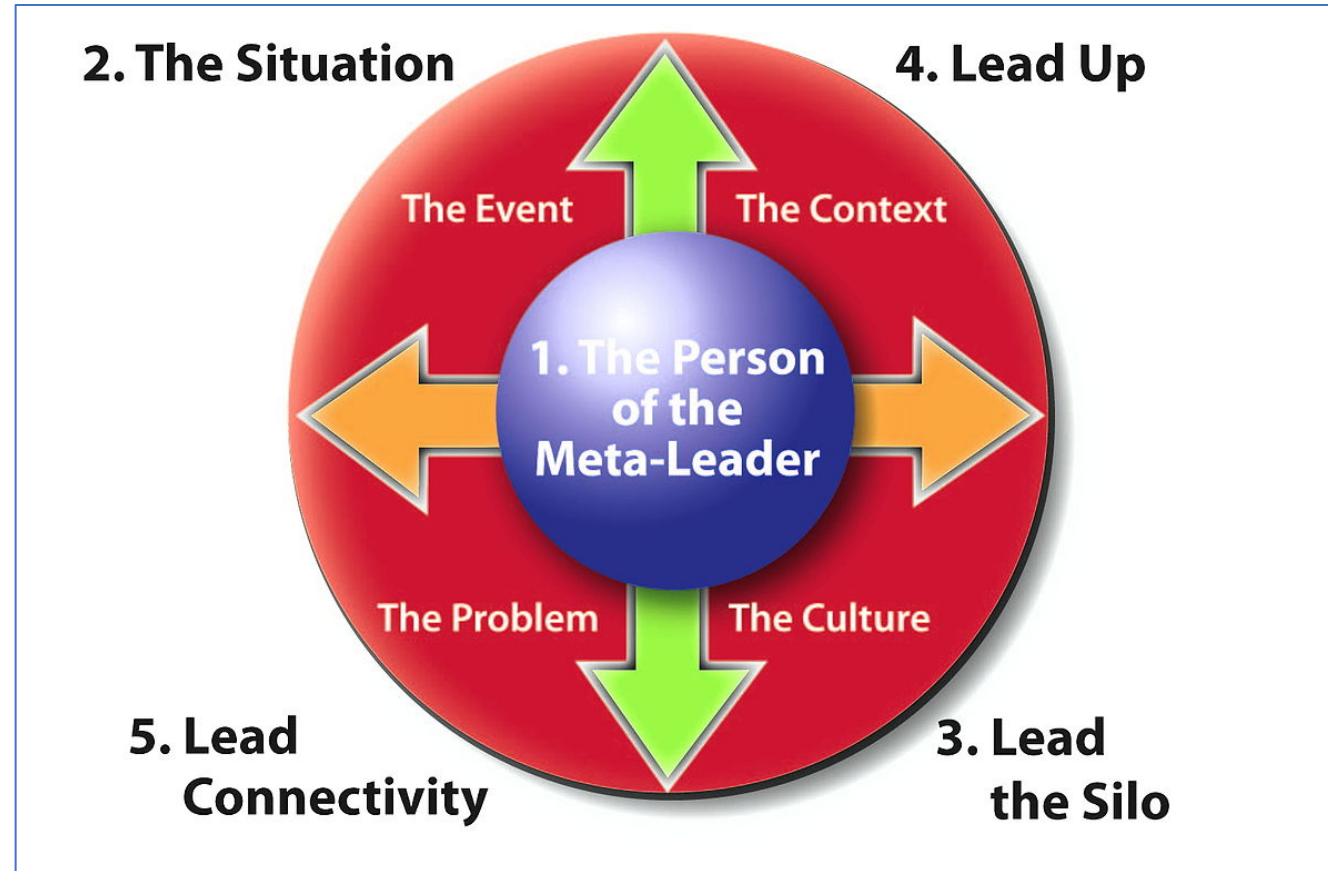 2. The Situation
4. Lead Up
The Event
The Context
1. The Person
of the
Meta-Leader
The Problem
The Culture
5. Lead
Connectivity
3. Lead
the Silo